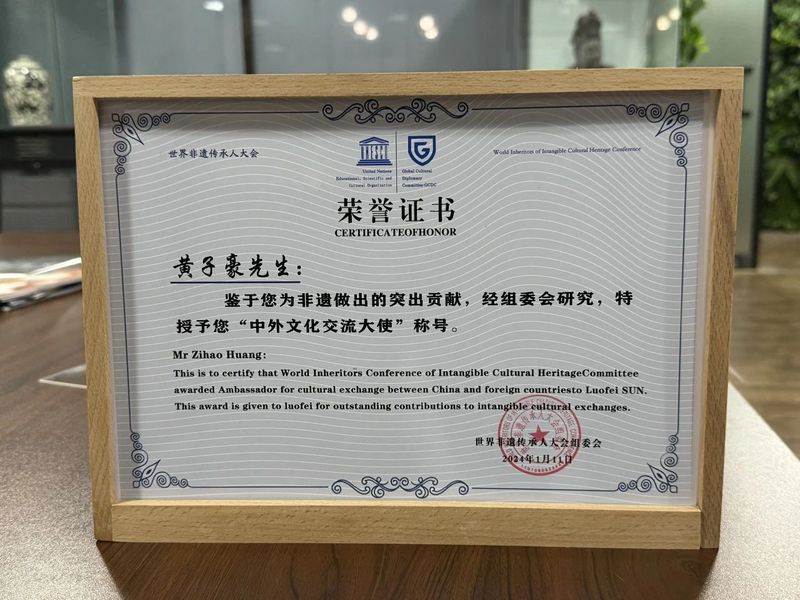 世界非遗传承人大会
United Nations
Educational, Scientific and
Cultural Organization
Global Cultural
Diplomacy
Committee-GCDC
World Inheritors of Intangible Cultural Heritage Conference
荣誉证书
CERTIFICATEOFHONOR
黄子豪先生：
鉴于您为非遗做出的突出贡献，经组委会研究，特
授予您“中外文化交流大使”称号。
Mr Zihao Huang:
This is to certify that World Inheritors Conference of Intangible Cultural HeritageCommittee
awarded Ambassador for cultural exchange between China and foreign countriesto Luofei SUN.
This award is given to luofei for outstanding contributions to intangible cultural exchanges.
世界非遗传承人大会组委会
2024年1月11日